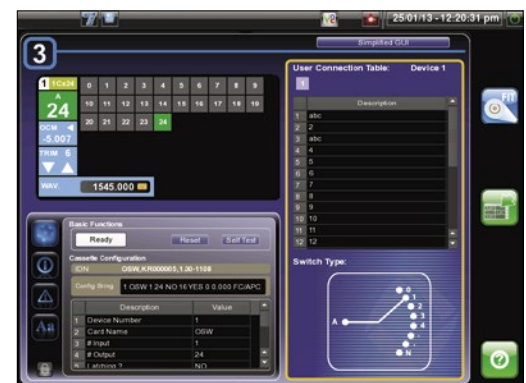 25/01/13 - 12:20:31 pm
Simplified GUI
3
1 1Cx24 0 1 2 3 4 5 6 7 8 9
A 24 10 11 12 13 14 15 16 17 18 19
20 21 22 23 24
OCM -5.007
TRIM 6
WAV. 1545.000
User Connection Table: Device 1
1
Description
1 abc
2 2
3 abc
4 4
5 5
6 6
7 7
8 8
9 9
10 10
11 11
12 12
FIT
Basic Functions
Ready Reset Self Test
Cassette Configuration
IDN OSW,KR000005,1.30-1108
Config String 1 OSW 1 24 NO 16 YES 0 0.000 FC/APC
Description Value
1 Device Number 1
2 Card Name OSW
3 # Input 1
4 # Output 24
5 Latching ? NO
Aa
Switch Type:
A
0
1
2
3
4
N
?